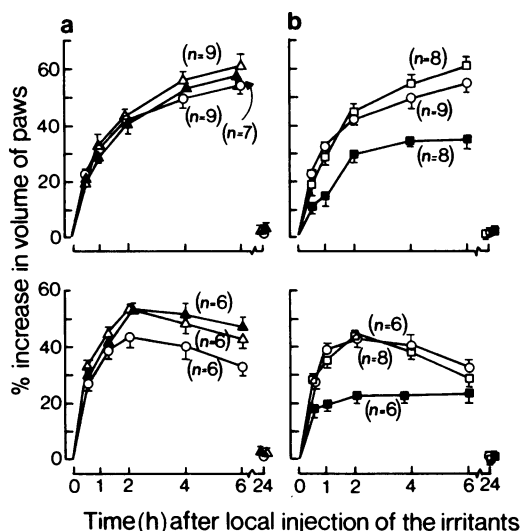 a
b
% increase in volume of paws
60
40
20
0
(n=9)
(n=9)
(n=7)
(n=8)
(n=9)
(n=8)
60
40
20
0
(n=6)
(n=6)
(n=6)
(n=6)
(n=8)
(n=6)
0 1 2 4 6 24
0 1 2 4 6 24
Time(h) after local injection of the irritants